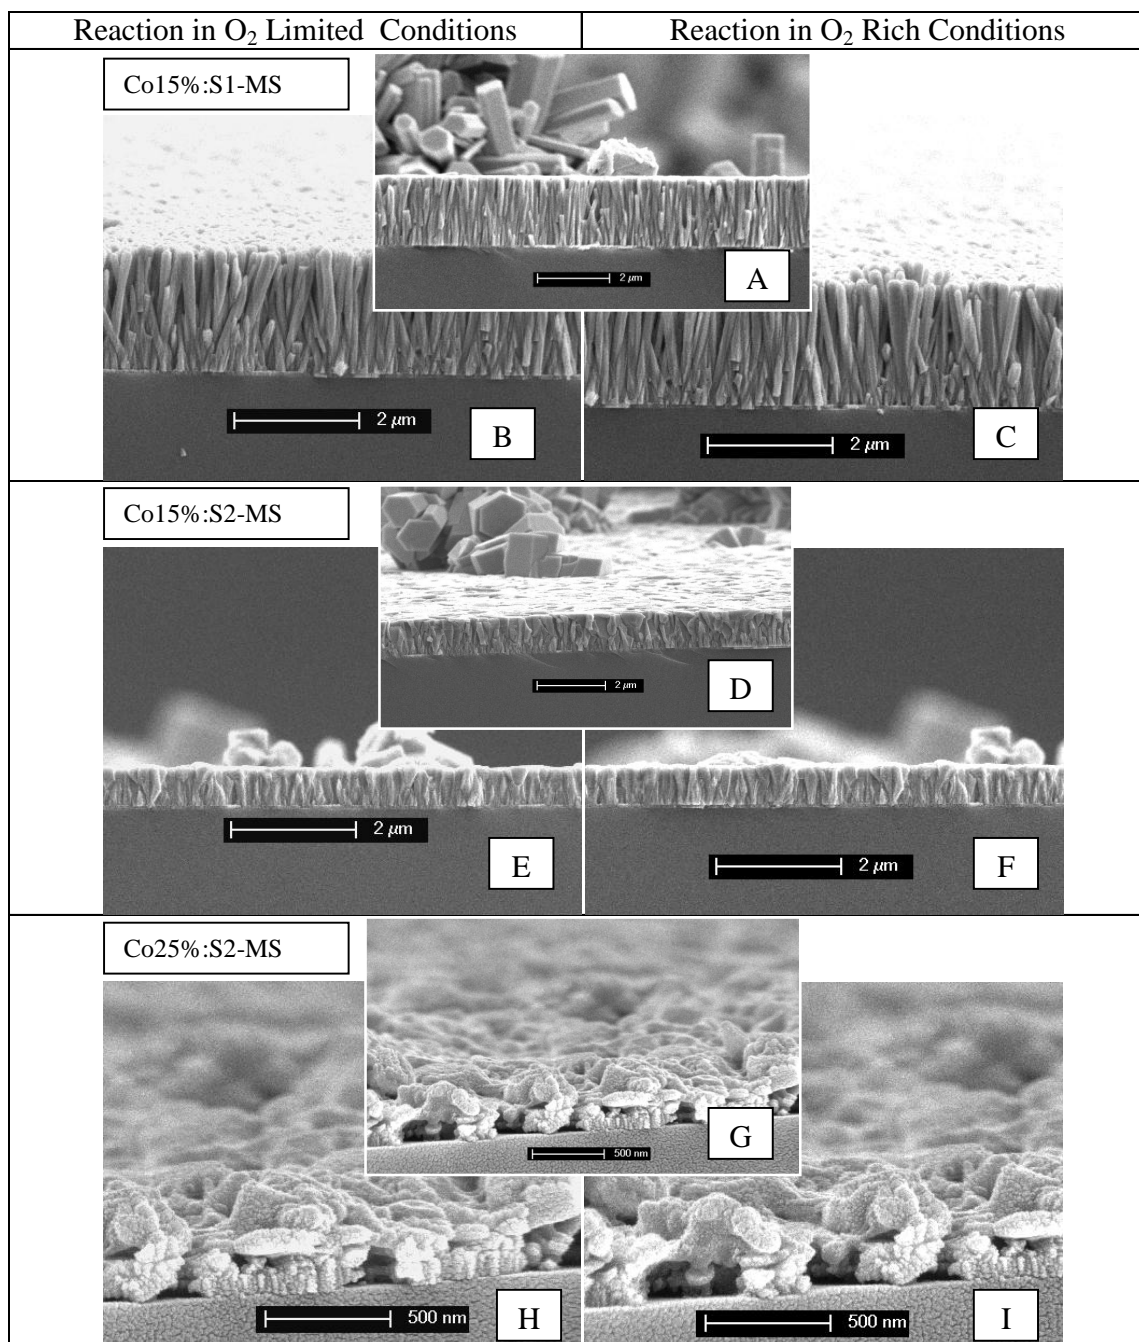 Reaction in O₂ Limited Conditions
Reaction in O₂ Rich Conditions
Co15%:S1-MS
2 µm
A
2 µm
B
2 µm
C
Co15%:S2-MS
2 µm
D
2 µm
E
2 µm
F
Co25%:S2-MS
500 nm
G
500 nm
H
500 nm
I